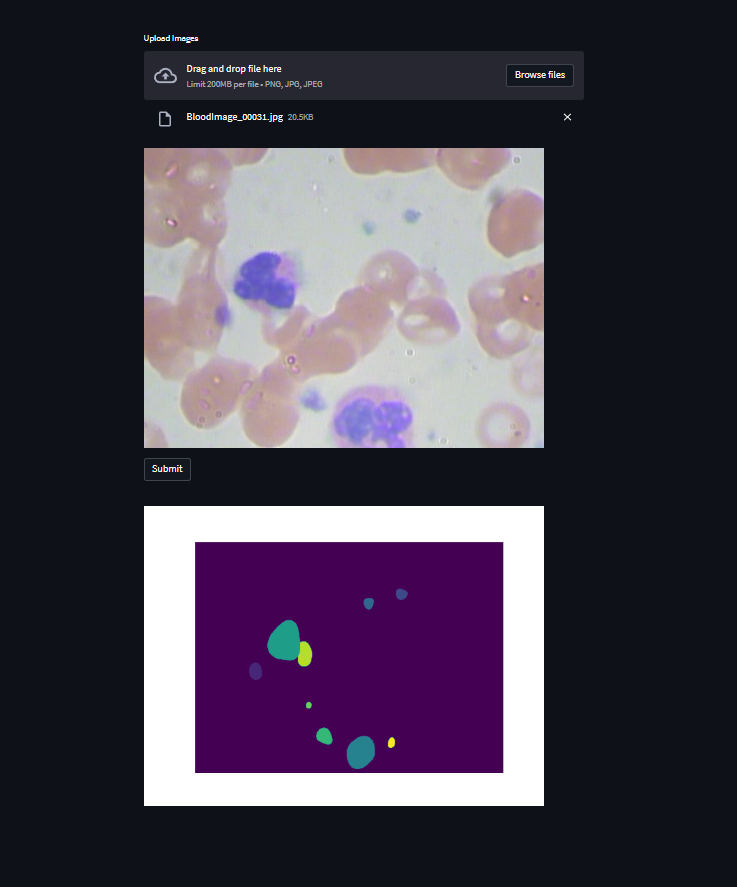 Upload Images
Drag and drop file here
Limit 200MB per file • PNG, JPG, JPEG
Browse files
BloodImage_00031.jpg 20.5KB
Submit